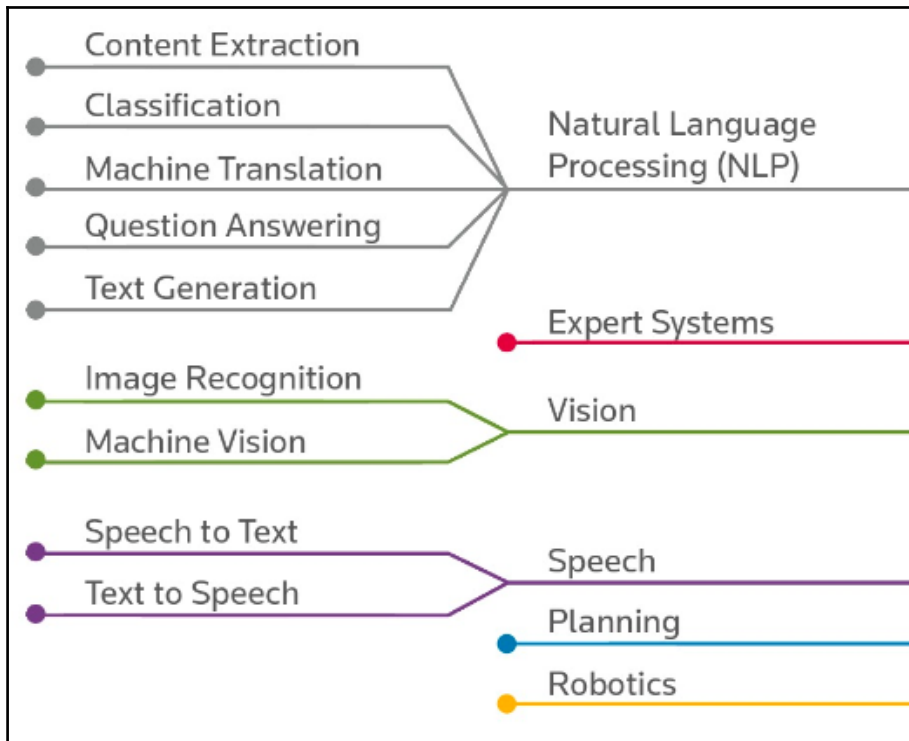 Content Extraction
Classification
Machine Translation
Question Answering
Text Generation
Natural Language
Processing (NLP)
Expert Systems
Image Recognition
Machine Vision
Vision
Speech to Text
Text to Speech
Speech
Planning
Robotics